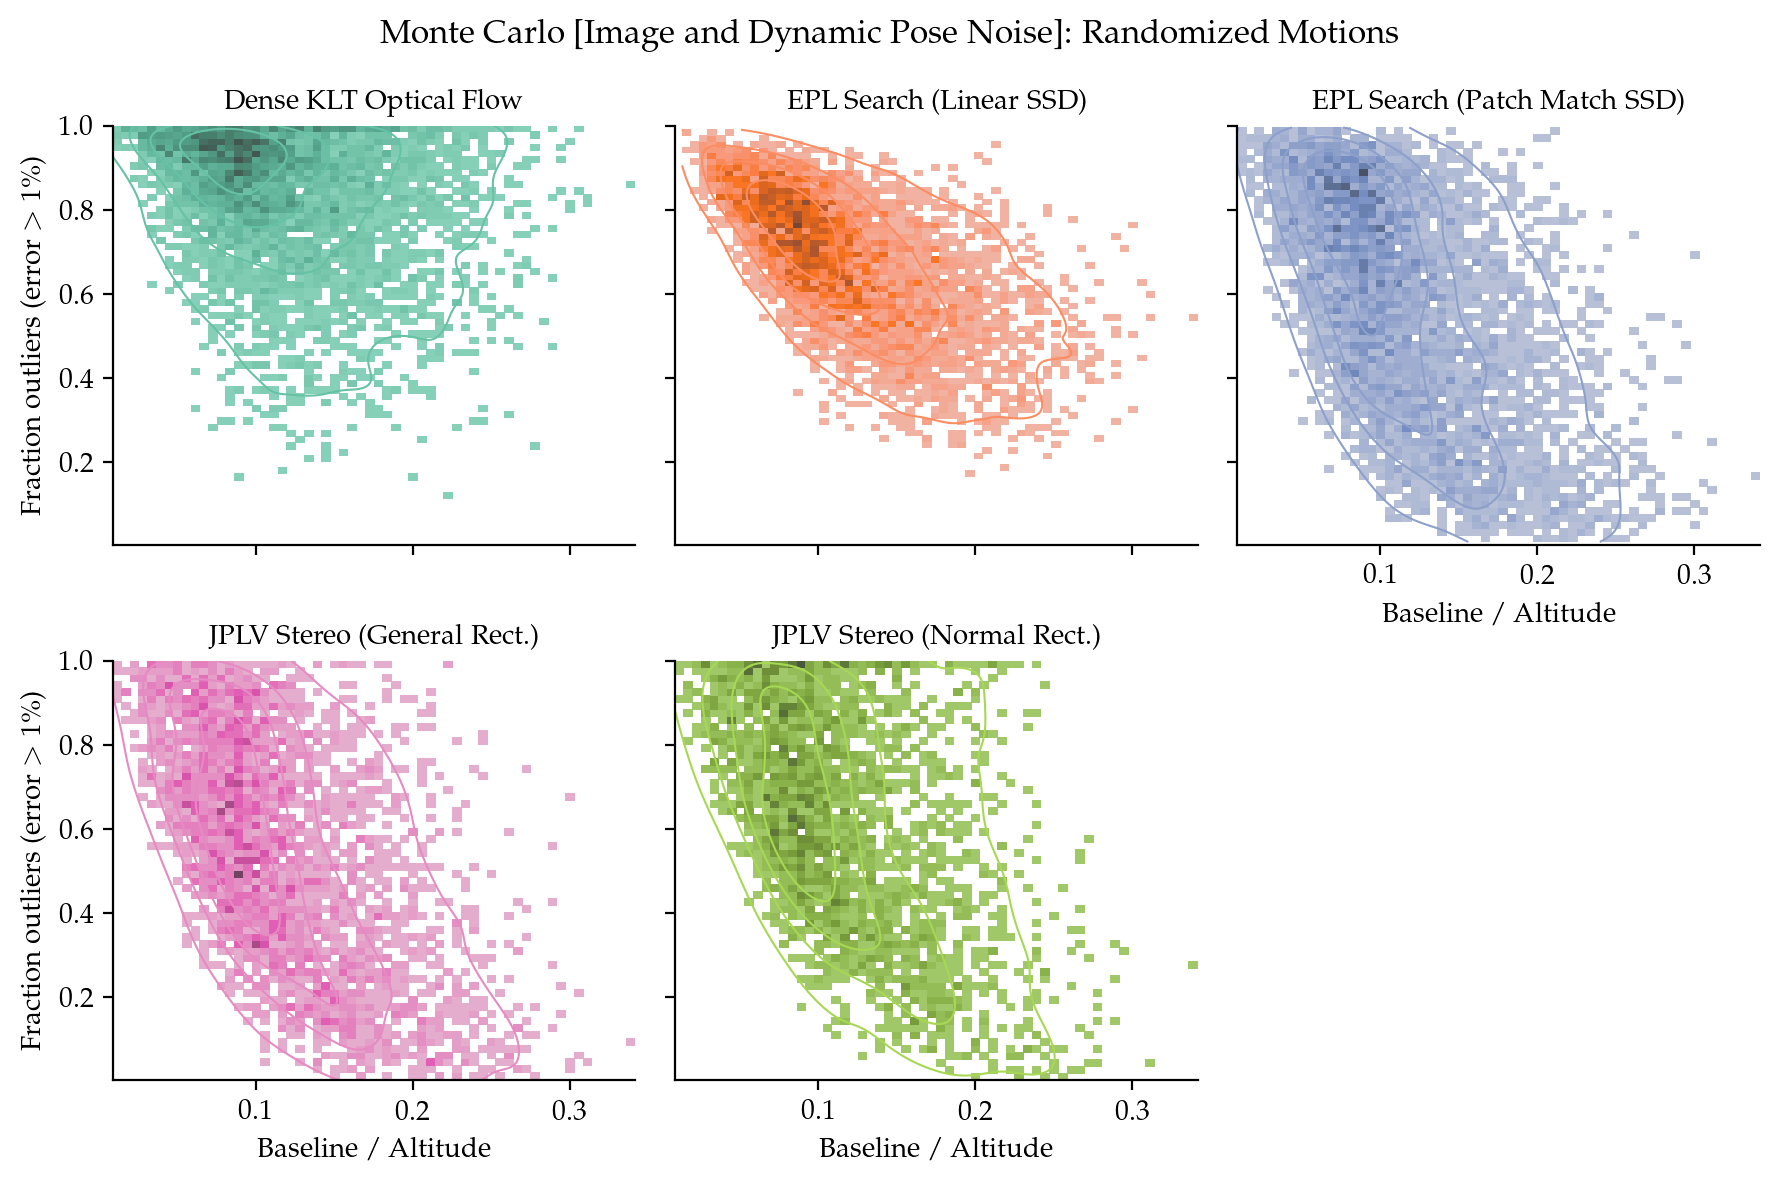 Monte Carlo [Image and Dynamic Pose Noise]: Randomized Motions
Dense KLT Optical Flow
EPL Search (Linear SSD)
EPL Search (Patch Match SSD)
Fraction outliers (error > 1%)
1.0
0.8
0.6
0.4
0.2
0.1
0.2
0.3
Baseline / Altitude
JPLV Stereo (General Rect.)
JPLV Stereo (Normal Rect.)
Fraction outliers (error > 1%)
1.0
0.8
0.6
0.4
0.2
0.1
0.2
0.3
0.1
0.2
0.3
Baseline / Altitude
Baseline / Altitude